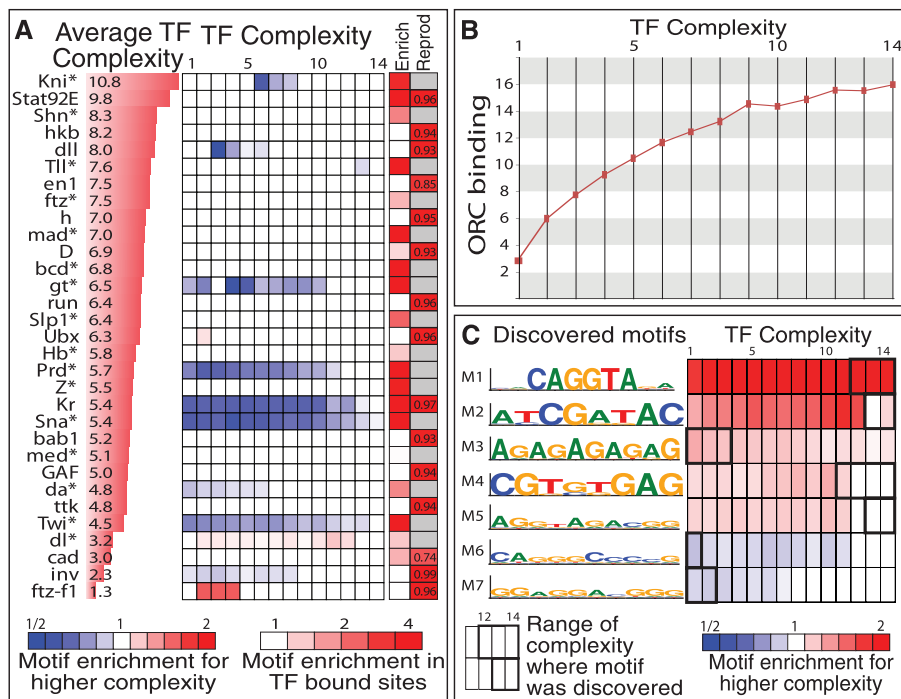 A
Average TF Complexity
TF Complexity
Enrich
Reprod
1 5 10 14
Kni* 10.8
Stat92E 9.8 0.96
Shn* 8.3
hkb 8.2 0.94
dll 8.0 0.93
Tll* 7.6
en1 7.5 0.85
ftz* 7.5
h 7.0 0.95
mad* 7.0
D 6.9 0.93
bcd* 6.8
gt* 6.5
run 6.4 0.96
Slp1* 6.4
Ubx 6.3 0.96
Hb* 5.8
Prd* 5.7
Z* 5.5
Kr 5.4 0.97
Sna* 5.4
bab1 5.2 0.93
med* 5.1
GAF 5.0 0.94
da* 4.8
ttk 4.8 0.94
Twi* 4.5
dl* 3.2
cad 3.0 0.74
inv 2.3 0.99
ftz-f1 1.3 0.96
1/2 1 2
Motif enrichment for higher complexity
1 2 4
Motif enrichment in TF bound sites
B
TF Complexity
1 5 10 14
ORC binding
16
14
12
10
8
6
4
2
C
Discovered motifs
TF Complexity
1 5 10 14
M1 CAGGTA
M2 ATCGATAC
M3 AGAGAGAGAG
M4 CGTGTGAG
M5 AGGTAGACGG
M6 CAGGGCCCCG
M7 GGAGAGCGGG
12 14
Range of complexity where motif was discovered
1/2 1 2
Motif enrichment for higher complexity